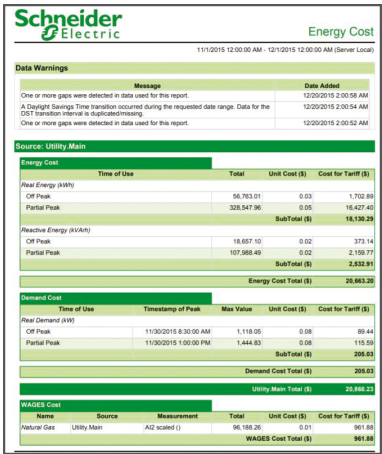 Schneider
Electric
Energy Cost
11/1/2015 12:00:00 AM - 12/1/2015 12:00:00 AM (Server Local)
Data Warnings
Message Date Added
One or more gaps were detected in data used for this report. 12/20/2015 2:00:58 AM
A Daylight Savings Time transition occurred during the requested date range. Data for the 12/20/2015 2:00:54 AM
DST transition interval is duplicated/missing.
One or more gaps were detected in data used for this report. 12/20/2015 2:00:52 AM
Source: Utility.Main
Energy Cost
Time of Use Total Unit Cost ($) Cost for Tariff ($)
Real Energy (kWh)
Off Peak 56,763.01 0.03 1,702.89
Partial Peak 328,547.96 0.05 16,427.40
SubTotal ($) 18,130.29
Reactive Energy (kVArh)
Off Peak 18,657.10 0.02 373.14
Partial Peak 107,988.49 0.02 2,159.77
SubTotal ($) 2,532.91
Energy Cost Total ($) 20,663.20
Demand Cost
Time of Use Timestamp of Peak Max Value Unit Cost ($) Cost for Tariff ($)
Real Demand (kW)
Off Peak 11/30/2015 8:30:00 AM 1,118.05 0.08 89.44
Partial Peak 11/30/2015 1:00:00 PM 1,444.83 0.08 115.59
SubTotal ($) 205.03
Demand Cost Total ($) 205.03
Utility.Main Total ($) 20,868.23
WAGES Cost
Name Source Measurement Total Unit Cost ($) Cost for Tariff ($)
Natural Gas Utility.Main AI2 scaled () 96,188.26 0.01 961.88
WAGES Cost Total ($) 961.88